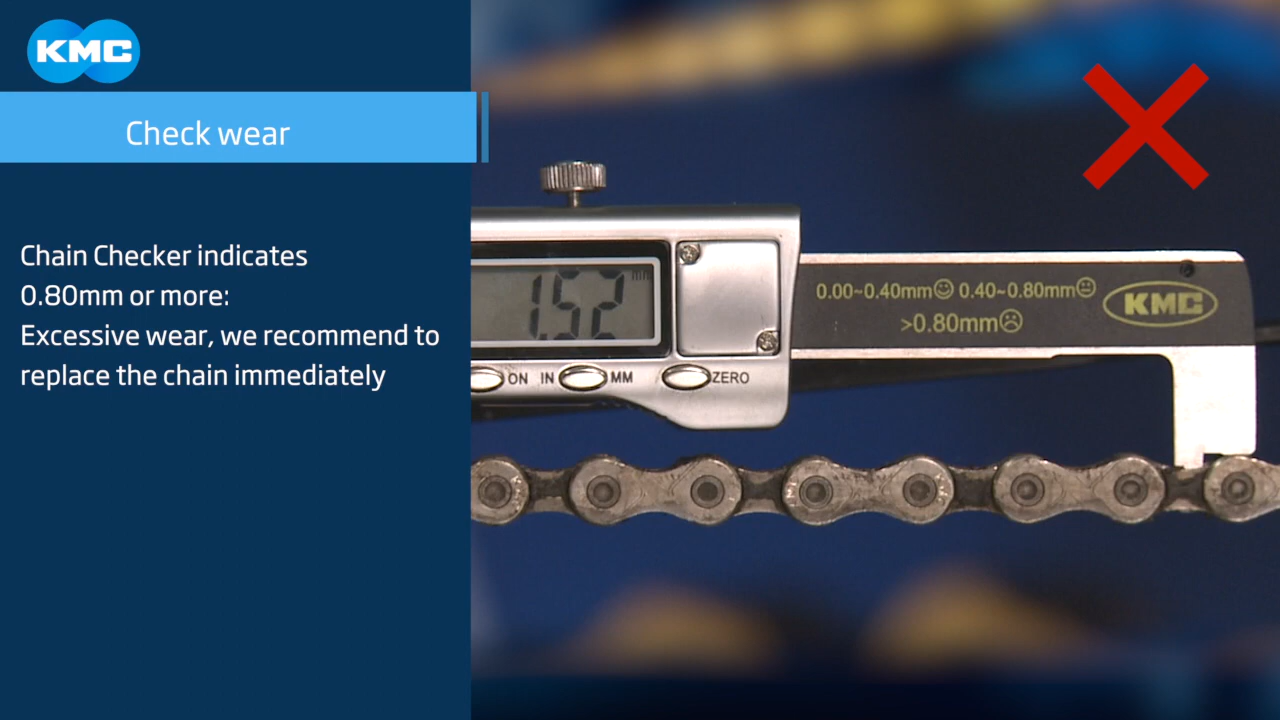 KMC
Check wear
Chain Checker indicates
0.80mm or more:
Excessive wear, we recommend to
replace the chain immediately
1.52 mm
ON IN MM ZERO
0.00~0.40mm☺ 0.40~0.80mm😐
>0.80mm☹
KMC